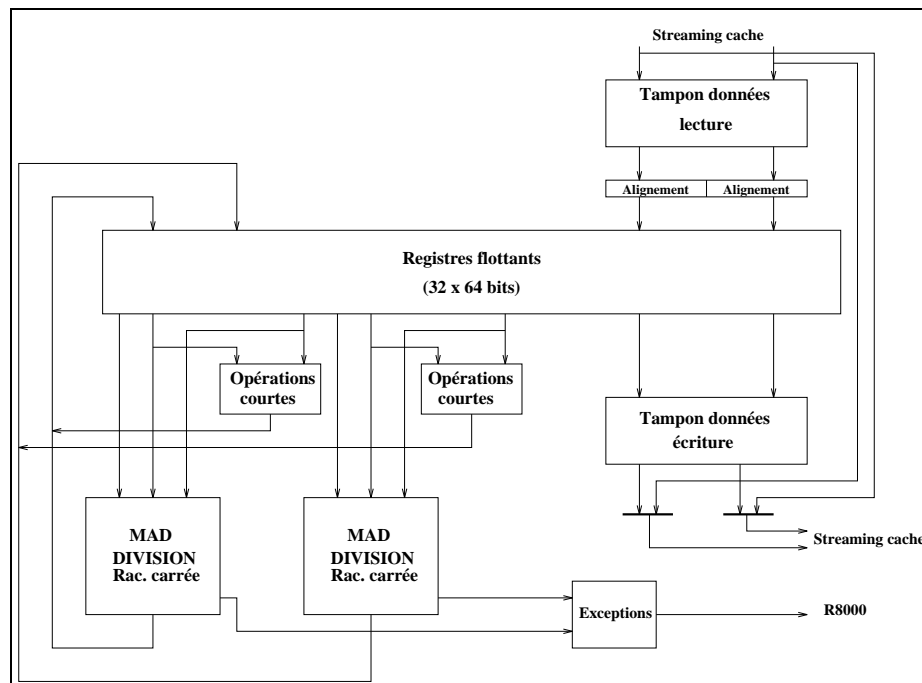 Streaming cache
Tampon données
lecture
Alignement
Alignement
Registres flottants
(32 x 64 bits)
Opérations
courtes
Opérations
courtes
Tampon données
écriture
MAD
DIVISION
Rac. carrée
MAD
DIVISION
Rac. carrée
Streaming cache
Exceptions
R8000